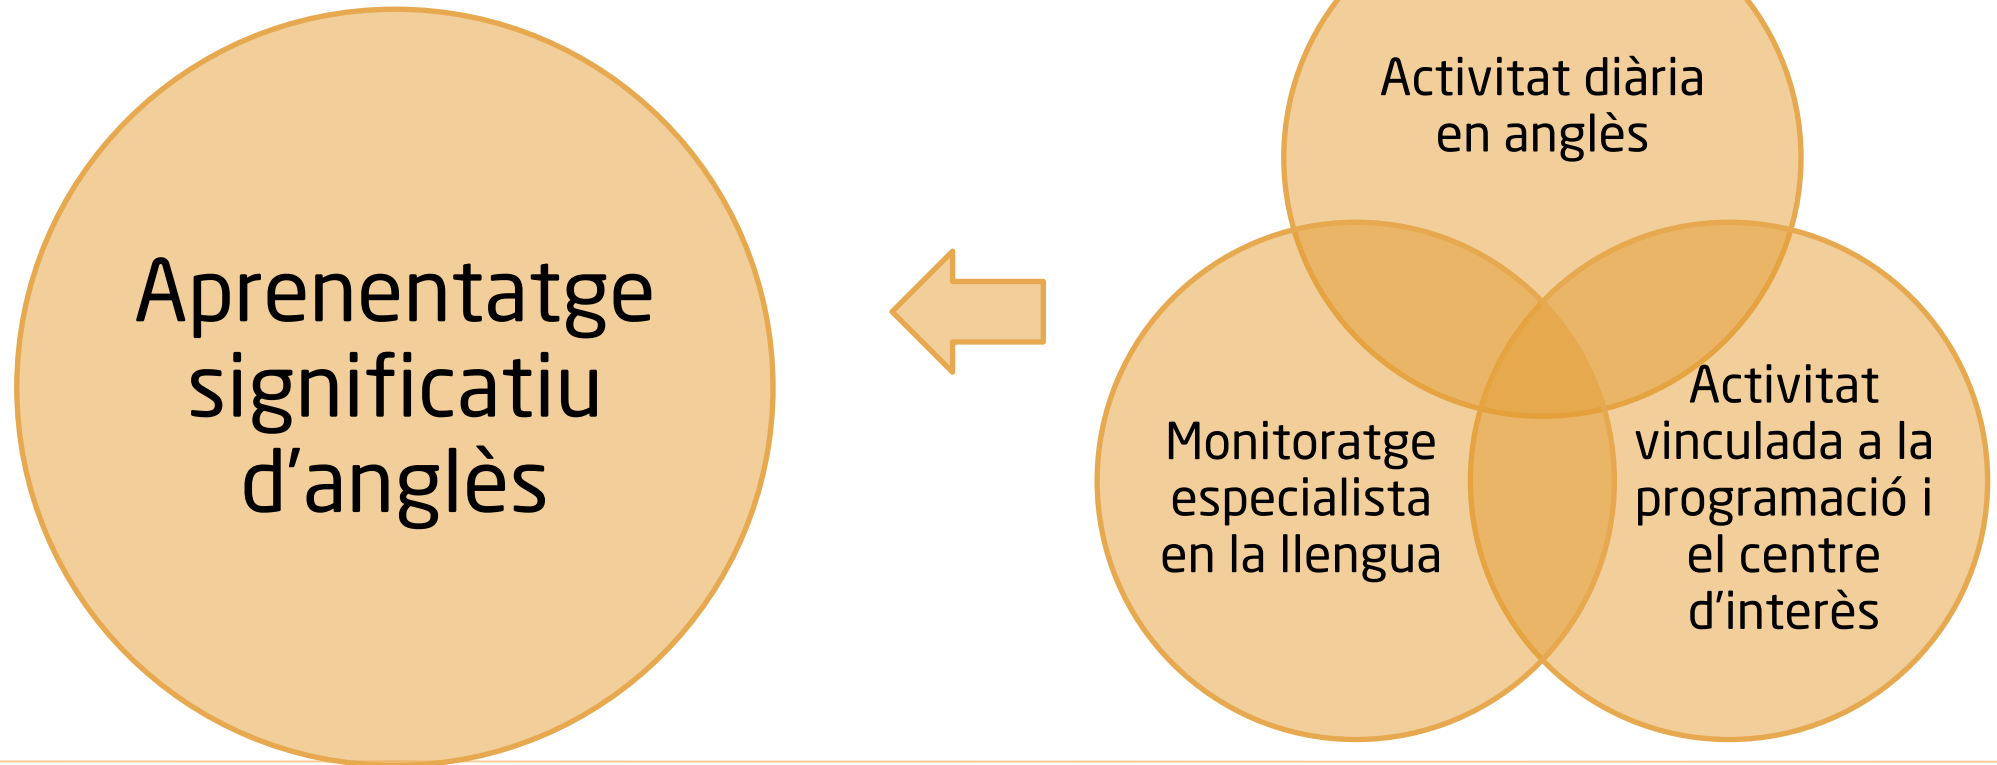 Aprenentatge
significatiu
d'anglès
Activitat diària
en anglès
Monitoratge
especialista
en la llengua
Activitat
vinculada a la
programació i
el centre
d'interès